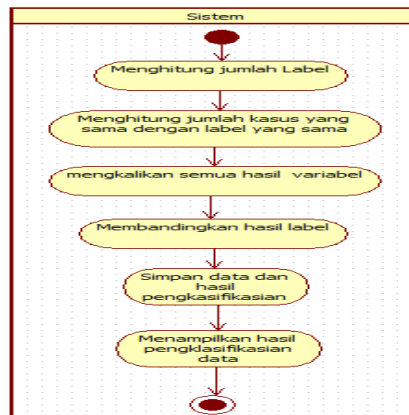 Sistem
Menghitung jumlah Label
Menghitung jumlah kasus yang
sama dengan label yang sama
mengkalikan semua hasil variabel
Membandingkan hasil label
Simpan data dan
hasil
pengkasifikasian
Menampilkan hasil
pengklasifikasian
data